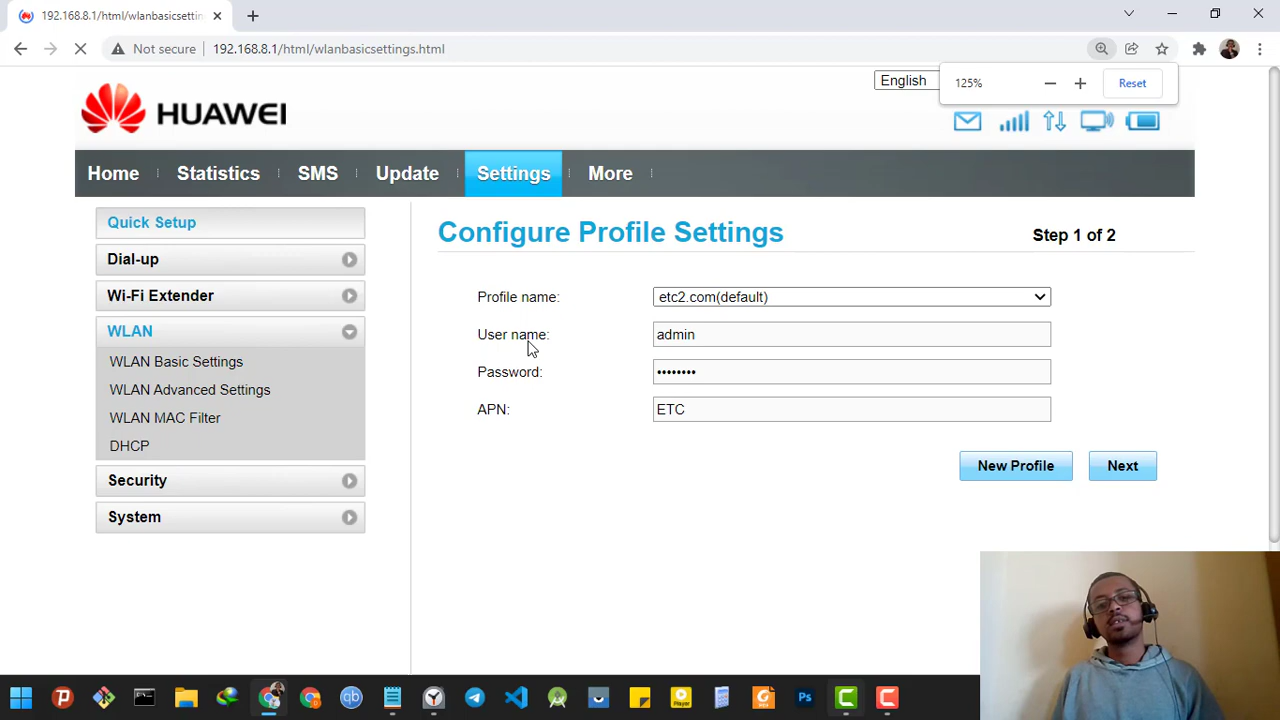 192.168.8.1/html/wlanbasicsettin
Not secure
192.168.8.1/html/wlanbasicsettings.html
125%
Reset
English
HUAWEI
Home
Statistics
SMS
Update
Settings
More
Quick Setup
Dial-up
Wi-Fi Extender
WLAN
WLAN Basic Settings
WLAN Advanced Settings
WLAN MAC Filter
DHCP
Security
System
Configure Profile Settings
Step 1 of 2
Profile name:
etc2.com(default)
User name:
admin
Password:
••••••••
APN:
ETC
New Profile
Next